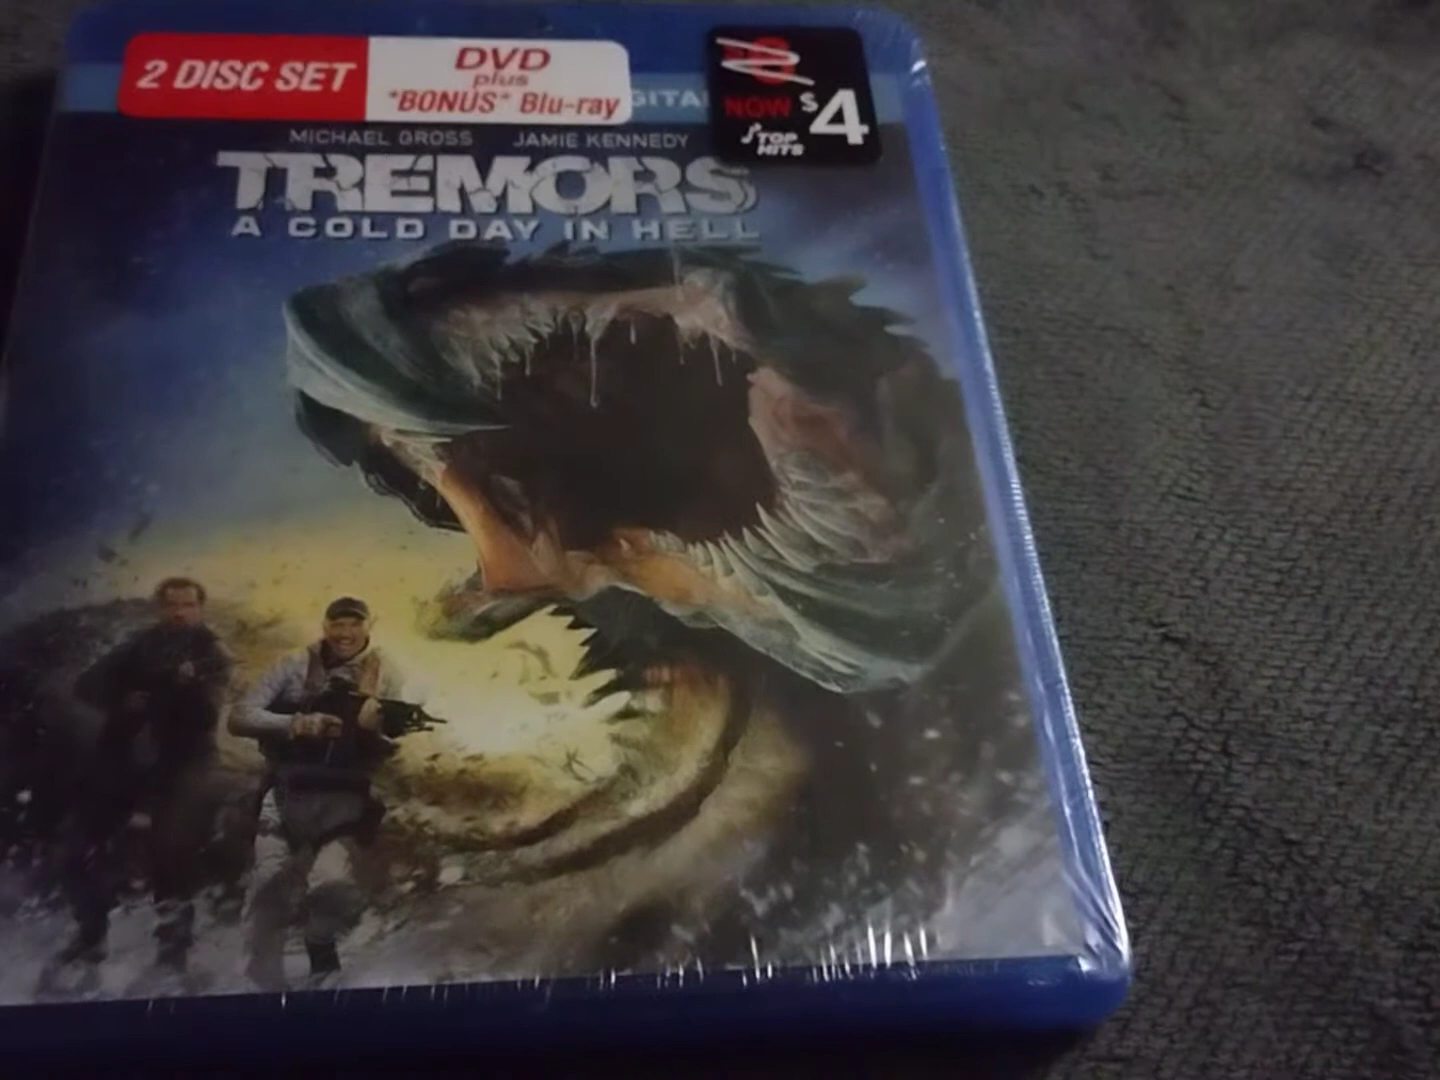 2 DISC SET
DVD
plus
*BONUS* Blu-ray
NOW $4
TOP
HITS
MICHAEL GROSS JAMIE KENNEDY
TREMORS
A COLD DAY IN HELL